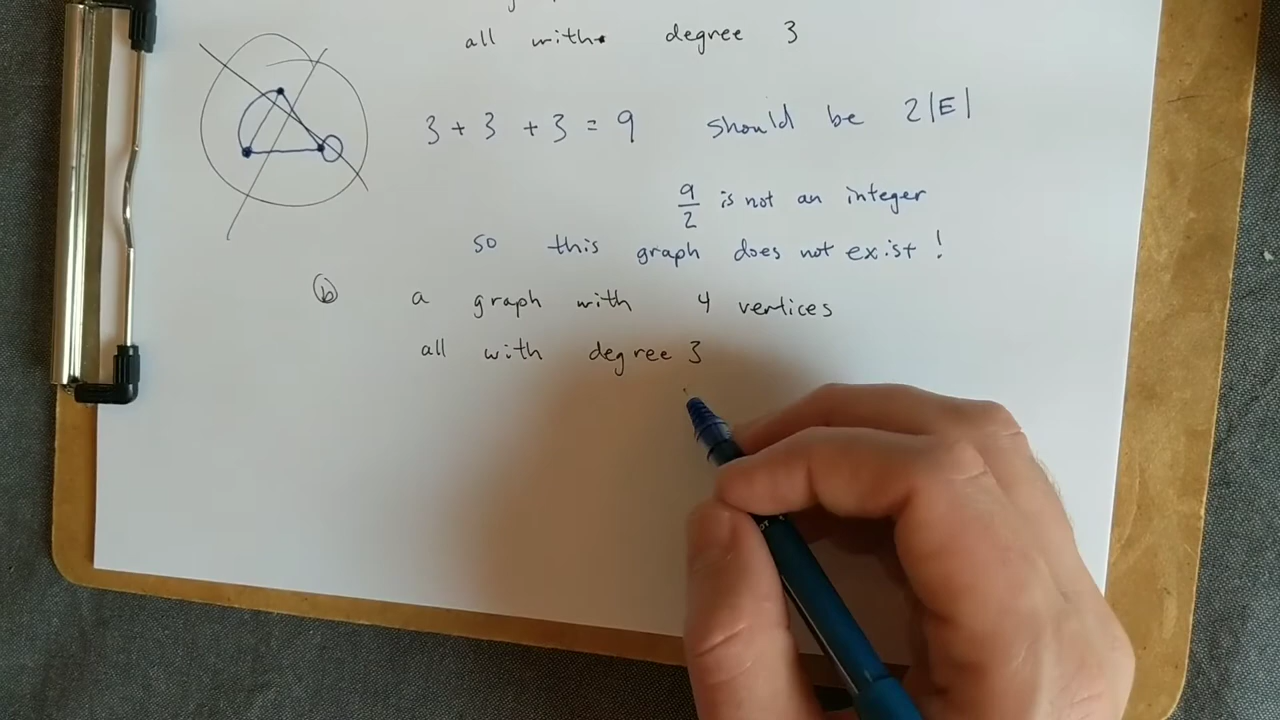 all with degree 3
3 + 3 + 3 = 9 should be 2|E|
9/2 is not an integer
so this graph does not exist!
ⓑ a graph with 4 vertices
all with degree 3